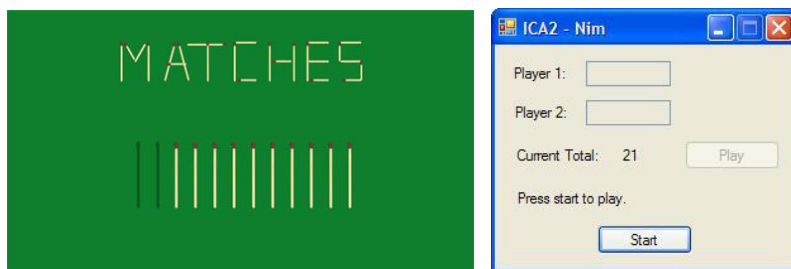 MATCHES
ICA2 - Nim
Player 1:
Player 2:
Current Total: 21 Play
Press start to play.
Start